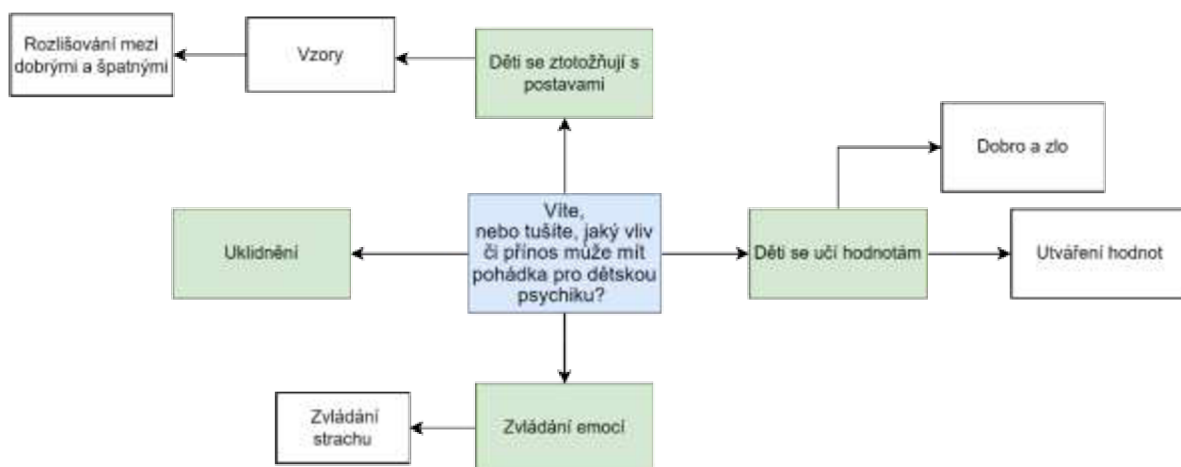 Rozlišování mezi
dobrými a špatnými
Vzory
Děti se ztotožňují s
postavami
Dobro a zlo
Uklidnění
Víte,
nebo tušíte, jaký vliv
či přínos může mít
pohádka pro dětskou
psychiku?
Děti se učí hodnotám
Utváření hodnot
Zvládání
strachu
Zvládání emocí